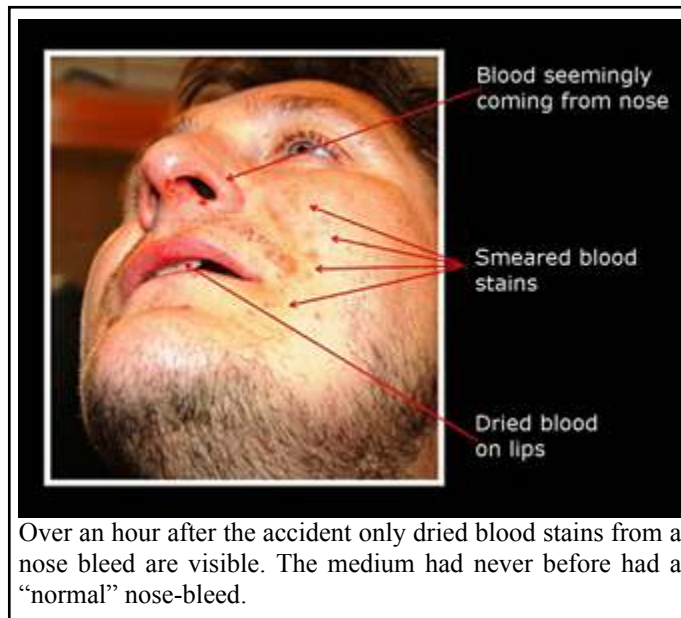 Blood seemingly
coming from nose
Smeared blood
stains
Dried blood
on lips
Over an hour after the accident only dried blood stains from a
nose bleed are visible. The medium had never before had a
“normal” nose-bleed.